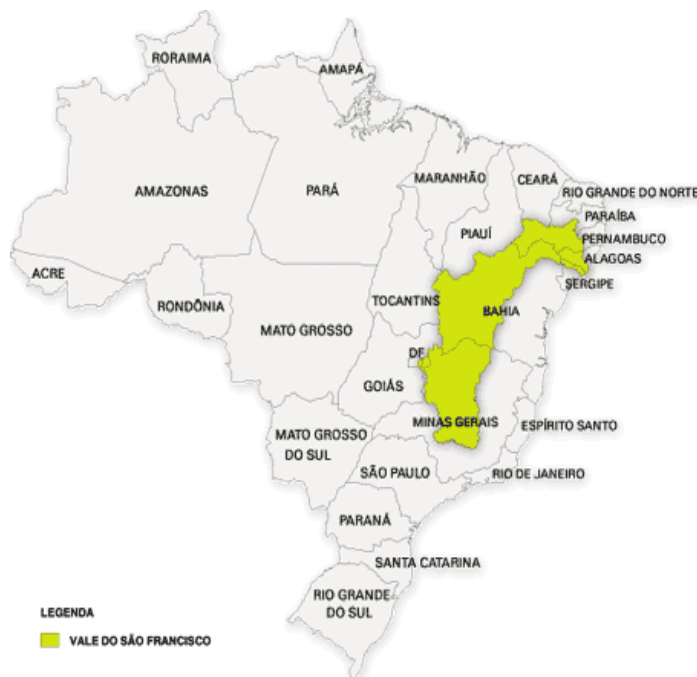 RORAIMA
AMAPÁ
AMAZONAS
PARÁ
MARANHÃO
CEARÁ
RIO GRANDE DO NORTE
PARAÍBA
PIAUÍ
PERNAMBUCO
ALAGOAS
SERGIPE
ACRE
RONDÔNIA
TOCANTINS
BAHIA
MATO GROSSO
DF
GOIÁS
MINAS GERAIS
ESPÍRITO SANTO
MATO GROSSO
DO SUL
SÃO PAULO
RIO DE JANEIRO
PARANÁ
SANTA CATARINA
RIO GRANDE
DO SUL
LEGENDA
VALE DO SÃO FRANCISCO